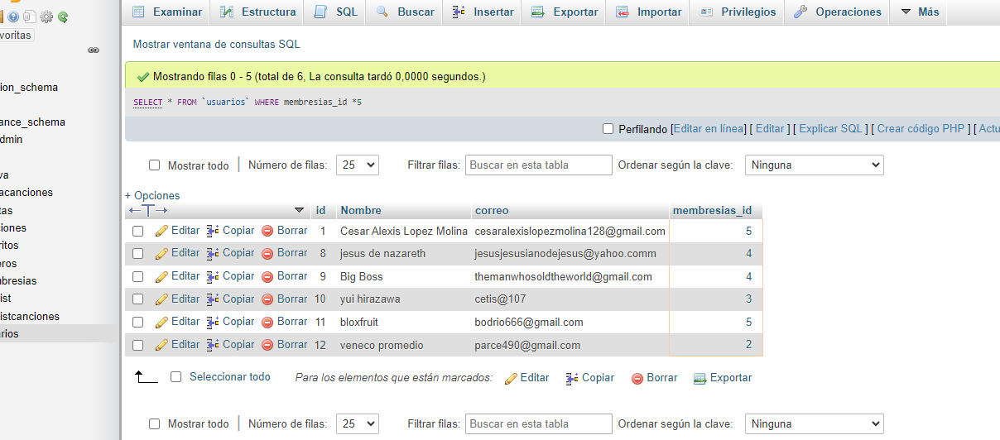 Examinar Estructura SQL Buscar Insertar Exportar Importar Privilegios Operaciones Más
voritas
Mostrar ventana de consultas SQL
Mostrando filas 0 - 5 (total de 6, La consulta tardó 0,0000 segundos.)
ion_schema
SELECT * FROM `usuarios` WHERE membresias_id *5
ance_schema
Perfilando [Editar en línea] [ Editar ] [ Explicar SQL ] [ Crear código PHP ] [ Actu
dmin
Mostrar todo Número de filas: 25 Filtrar filas: Buscar en esta tabla Ordenar según la clave: Ninguna
va
acanciones
+ Opciones
tas
id Nombre correo membresias_id
iones
Editar Copiar Borrar 1 Cesar Alexis Lopez Molina cesaralexislopezmolina128@gmail.com 5
ritos
Editar Copiar Borrar 8 jesus de nazareth jesusjesusianodejesus@yahoo.comm 4
eros
Editar Copiar Borrar 9 Big Boss themanwhosoldtheworld@gmail.com 4
mbresias
ist
Editar Copiar Borrar 10 yui hirazawa cetis@107 3
istcanciones
Editar Copiar Borrar 11 bloxfruit bodrio666@gmail.com 5
rios
Editar Copiar Borrar 12 veneco promedio parce490@gmail.com 2
Seleccionar todo Para los elementos que están marcados: Editar Copiar Borrar Exportar
Mostrar todo Número de filas: 25 Filtrar filas: Buscar en esta tabla Ordenar según la clave: Ninguna